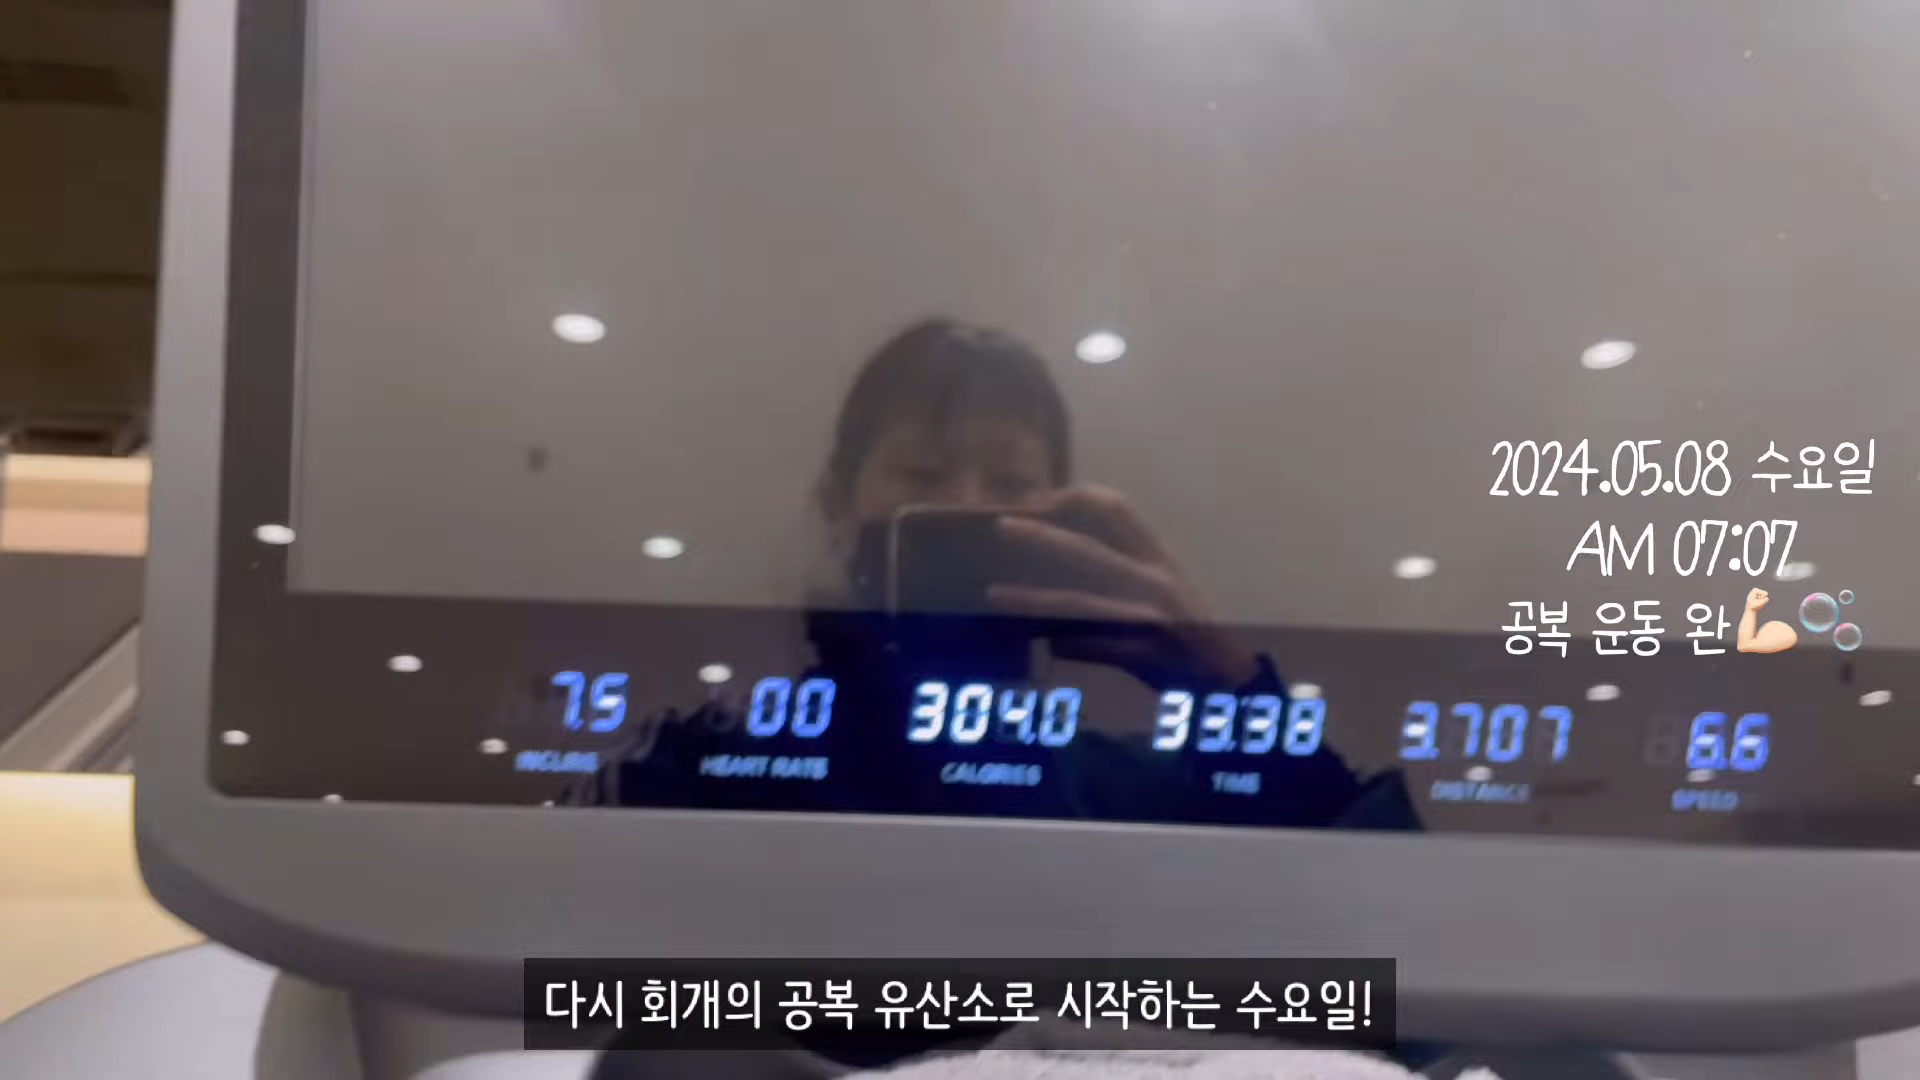 2024.05.08 수요일
AM 07:07
공복 운동 완💪🏻🫧
7.5 00 304.0 33:38 3.707 6.6
INCLINE HEART RATE CALORIES TIME DISTANCE SPEED
다시 회개의 공복 유산소로 시작하는 수요일!